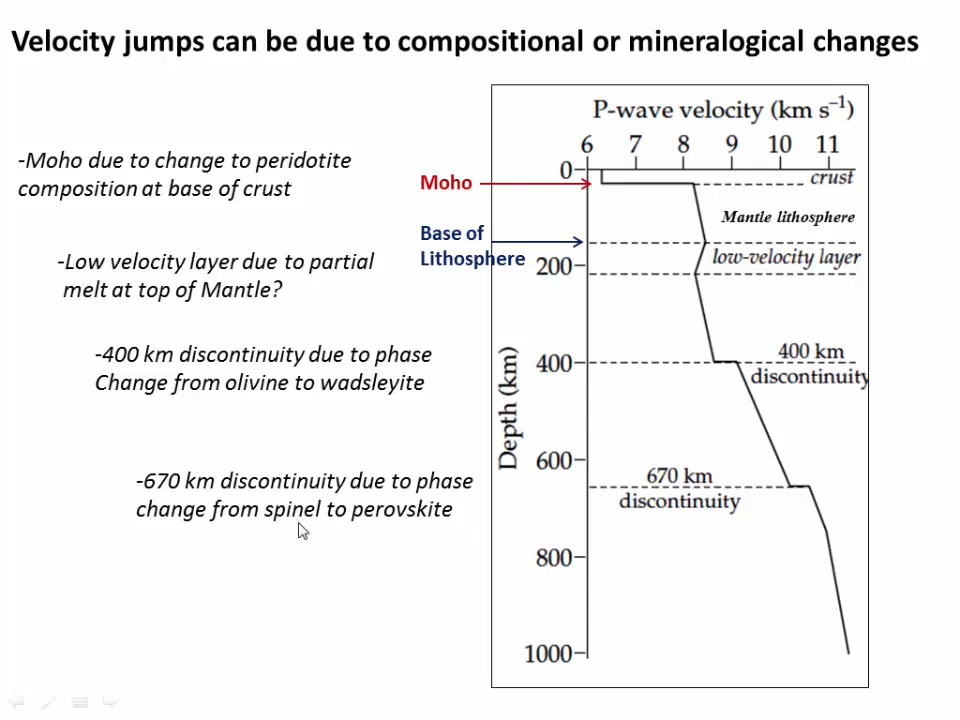 Velocity jumps can be due to compositional or mineralogical changes
-Moho due to change to peridotite
composition at base of crust
-Low velocity layer due to partial
melt at top of Mantle?
-400 km discontinuity due to phase
Change from olivine to wadsleyite
-670 km discontinuity due to phase
change from spinel to perovskite
Moho
Base of
Lithosphere
P-wave velocity (km s⁻¹)
6 7 8 9 10 11
0
200
400
600
800
1000
Depth (km)
crust
Mantle lithosphere
low-velocity layer
400 km
discontinuity
670 km
discontinuity